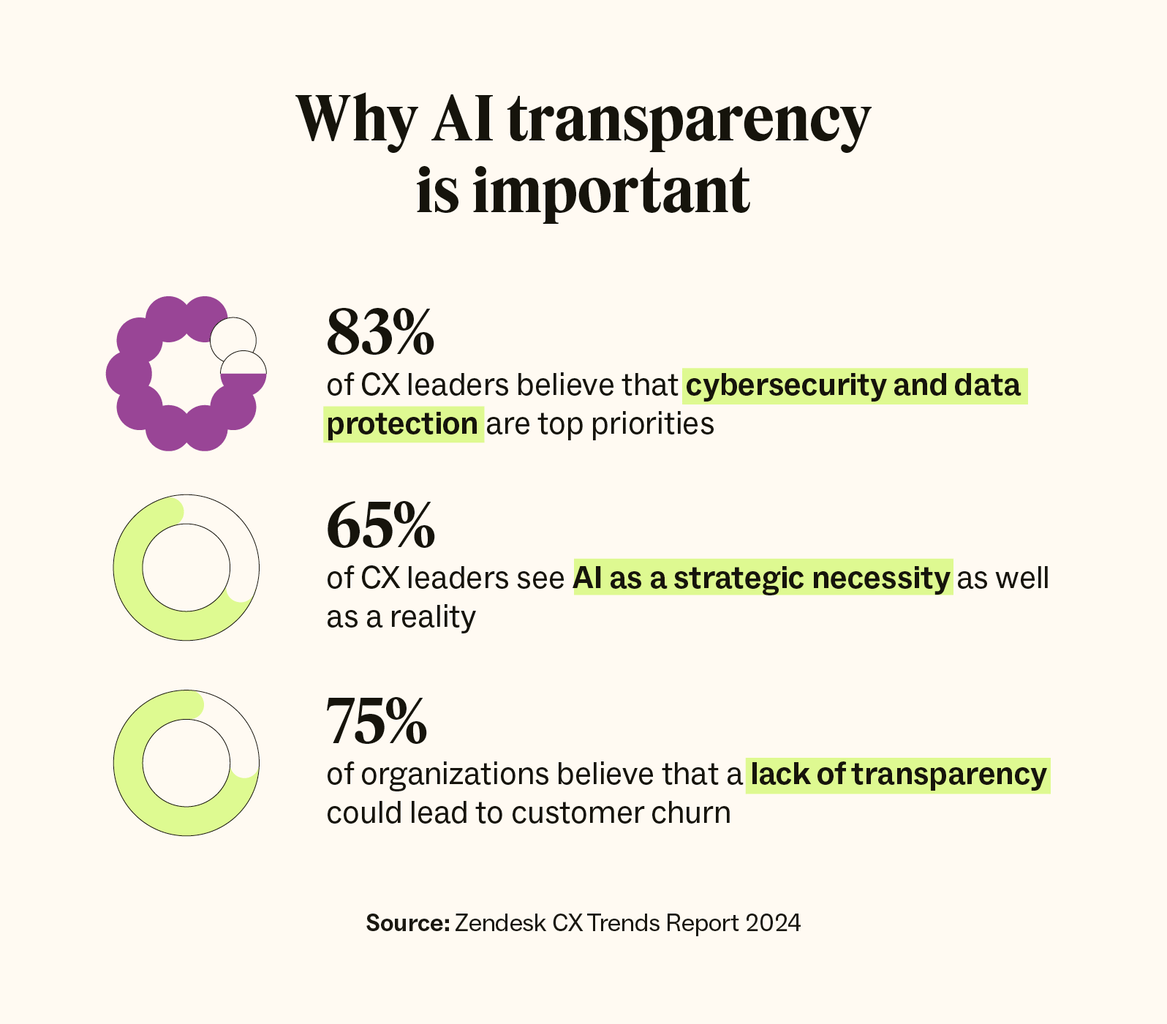 Why AI transparency
is important
83%
of CX leaders believe that cybersecurity and data
protection are top priorities
65%
of CX leaders see AI as a strategic necessity as well
as a reality
75%
of organizations believe that a lack of transparency
could lead to customer churn
Source: Zendesk CX Trends Report 2024